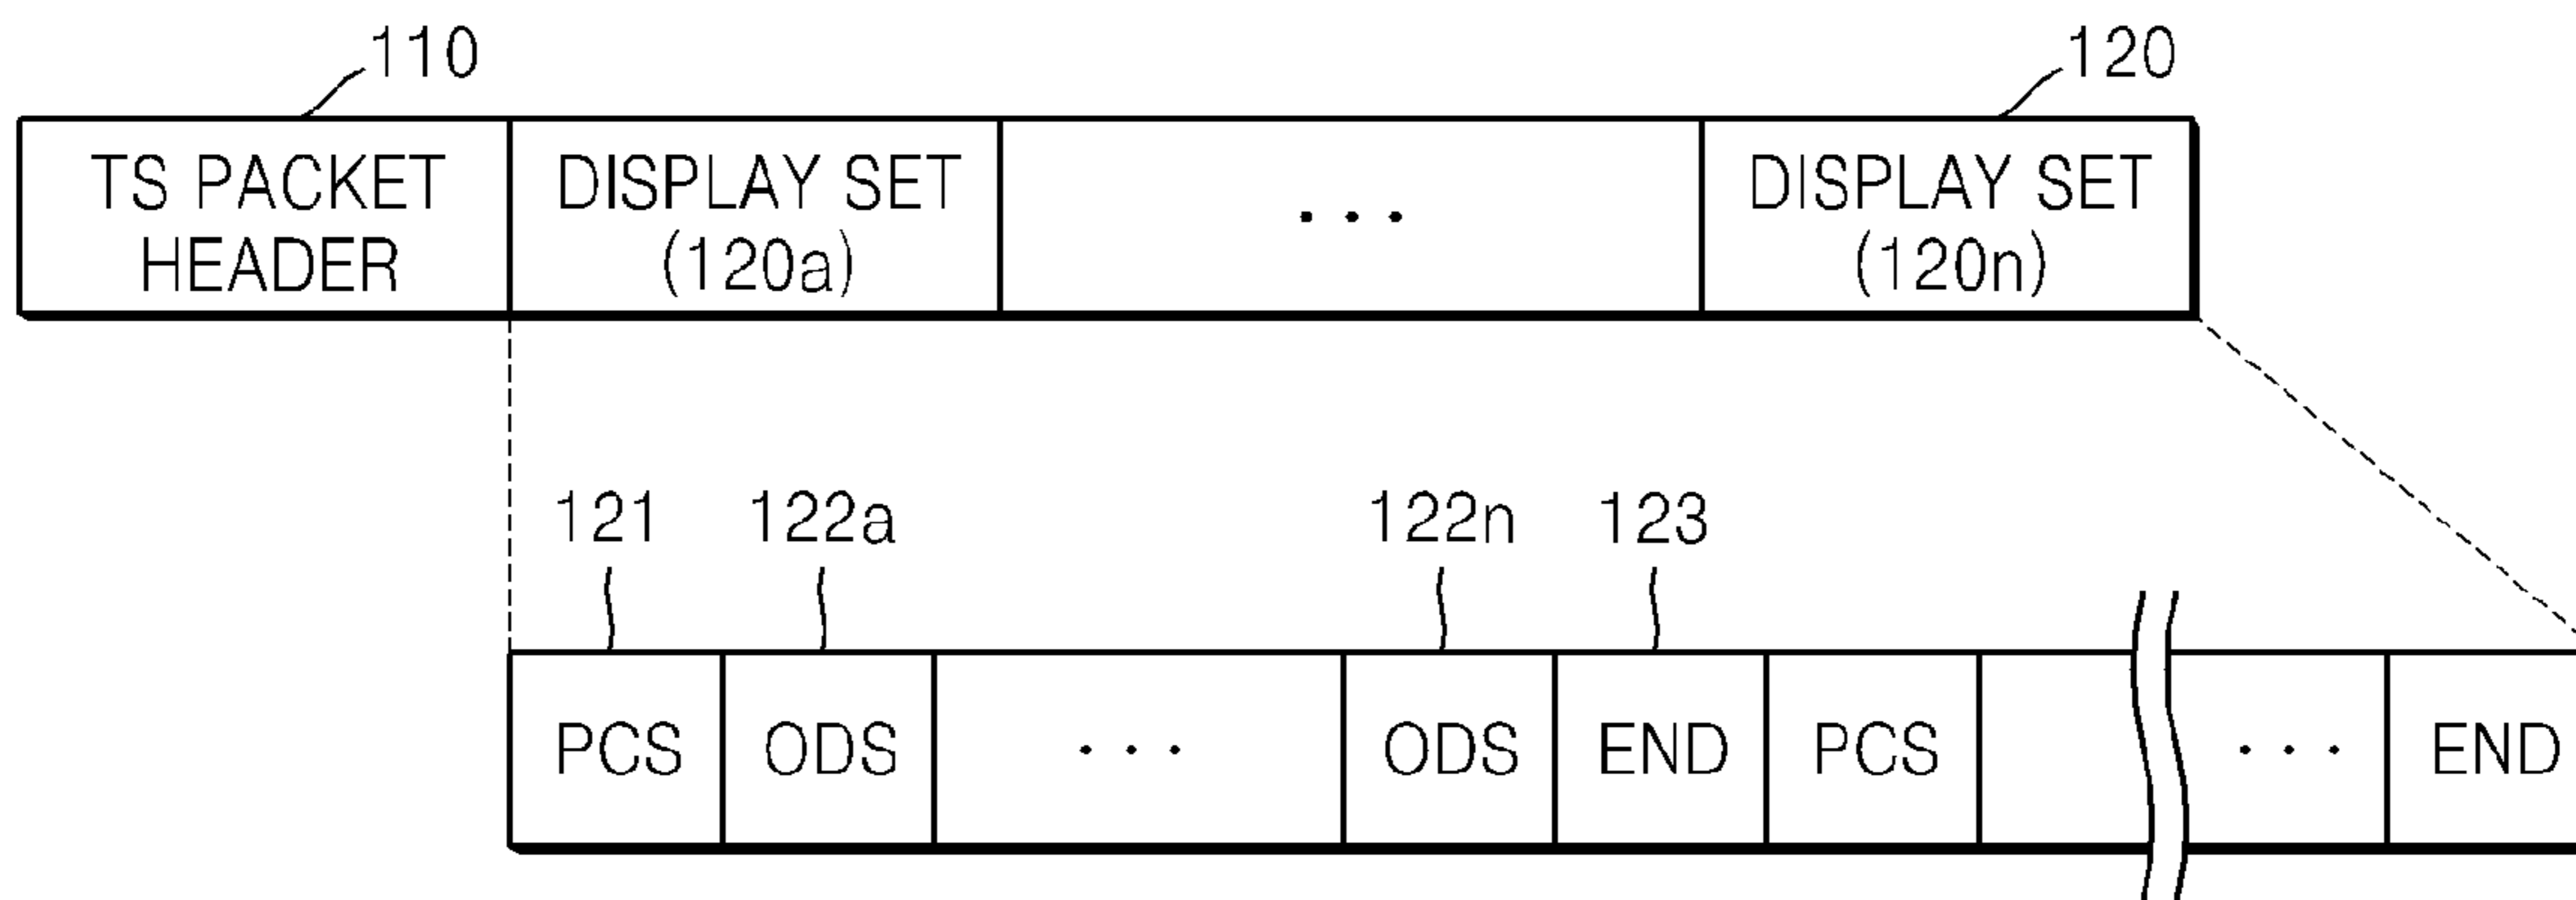 110
120
TS PACKET
HEADER
DISPLAY SET
(120a)
...
DISPLAY SET
(120n)
121
122a
122n
123
PCS
ODS
...
ODS
END
PCS
...
END